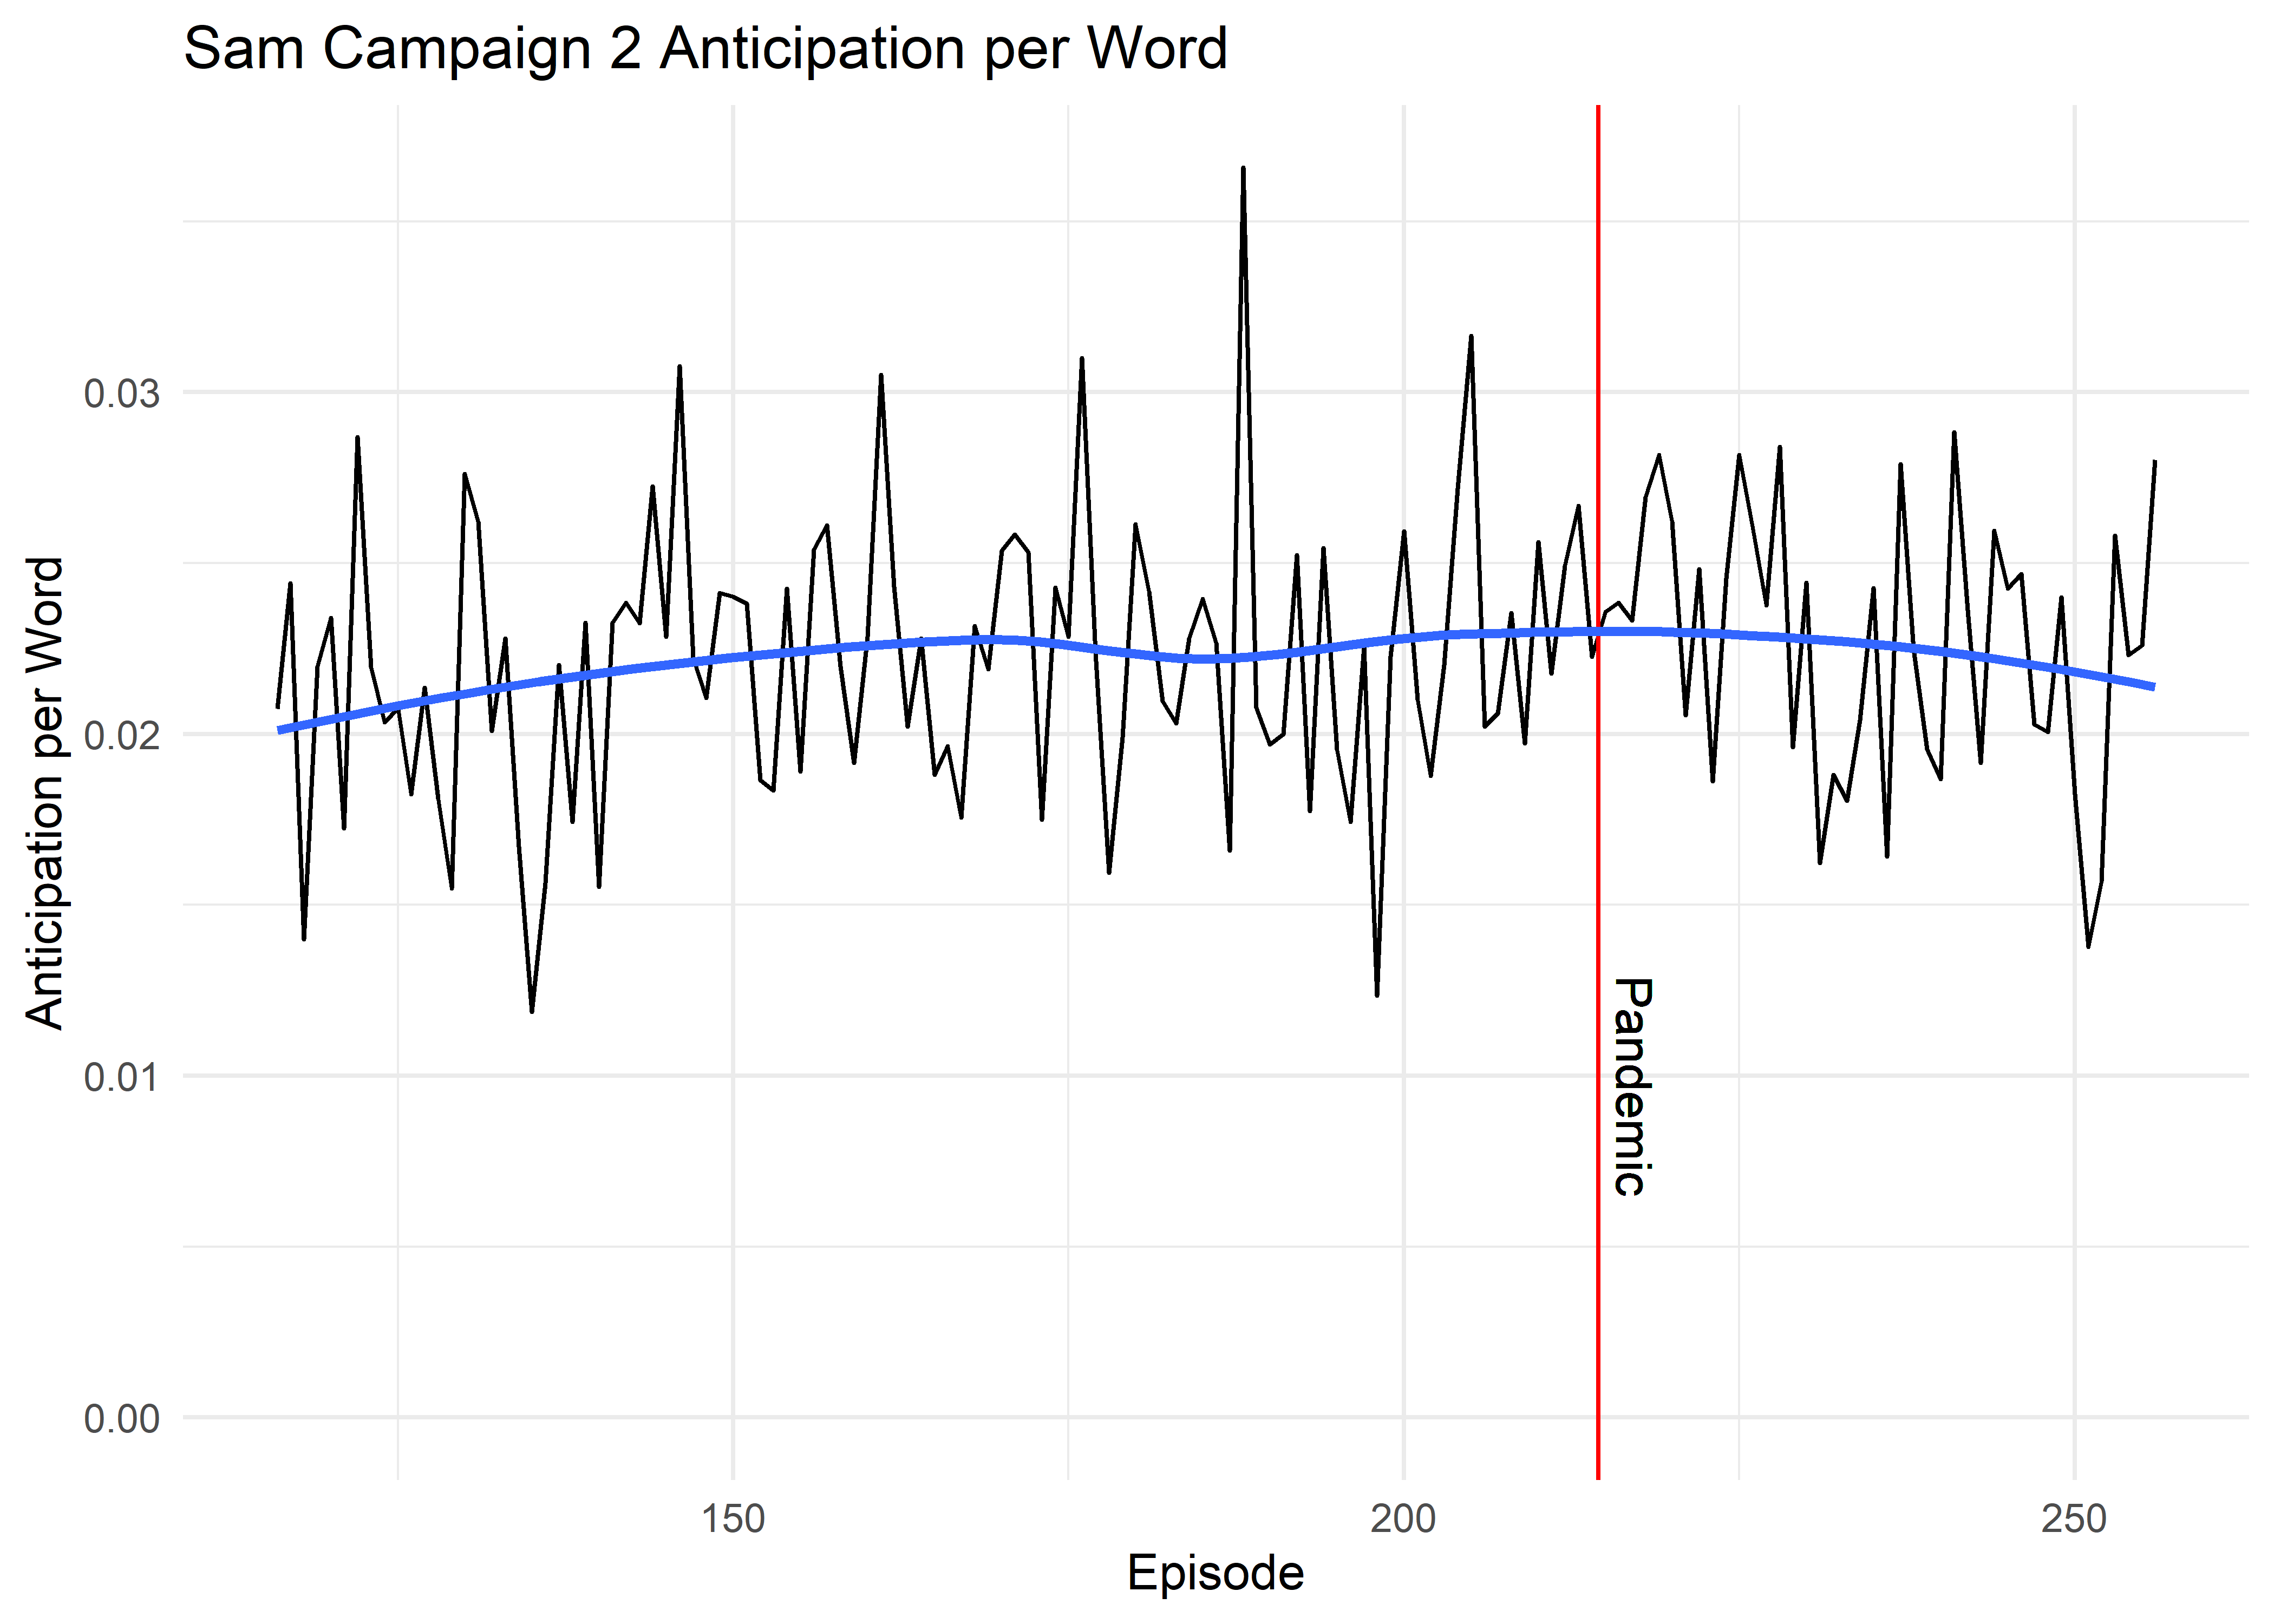 Sam Campaign 2 Anticipation per Word
Anticipation per Word
0.03
0.02
0.01
0.00
Pandemic
150
200
250
Episode